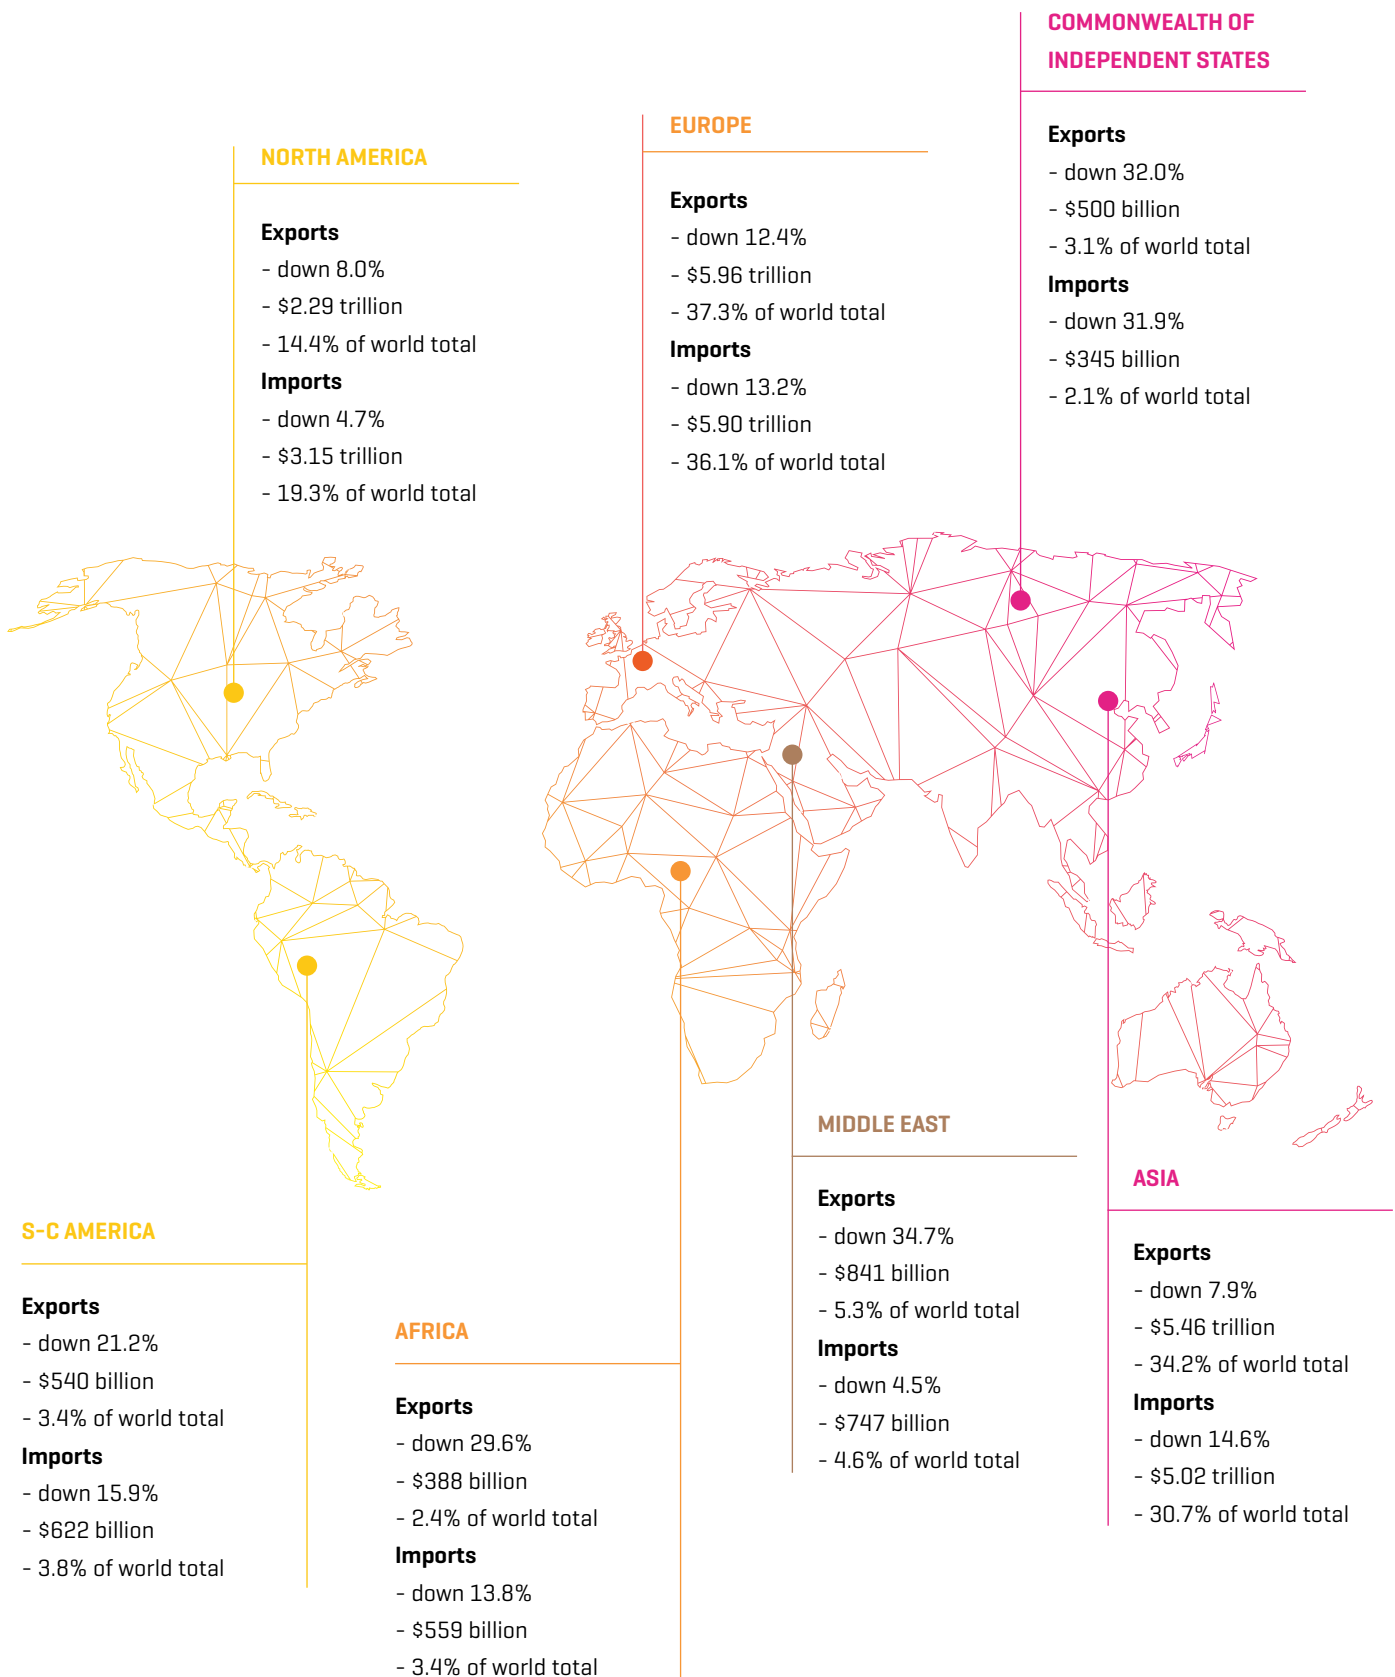 COMMONWEALTH OF
INDEPENDENT STATES
Exports
- down 32.0%
- $500 billion
- 3.1% of world total
Imports
- down 31.9%
- $345 billion
- 2.1% of world total
EUROPE
Exports
- down 12.4%
- $5.96 trillion
- 37.3% of world total
Imports
- down 13.2%
- $5.90 trillion
- 36.1% of world total
NORTH AMERICA
Exports
- down 8.0%
- $2.29 trillion
- 14.4% of world total
Imports
- down 4.7%
- $3.15 trillion
- 19.3% of world total
MIDDLE EAST
Exports
- down 34.7%
- $841 billion
- 5.3% of world total
Imports
- down 4.5%
- $747 billion
- 4.6% of world total
ASIA
Exports
- down 7.9%
- $5.46 trillion
- 34.2% of world total
Imports
- down 14.6%
- $5.02 trillion
- 30.7% of world total
S-C AMERICA
Exports
- down 21.2%
- $540 billion
- 3.4% of world total
Imports
- down 15.9%
- $622 billion
- 3.8% of world total
AFRICA
Exports
- down 29.6%
- $388 billion
- 2.4% of world total
Imports
- down 13.8%
- $559 billion
- 3.4% of world total